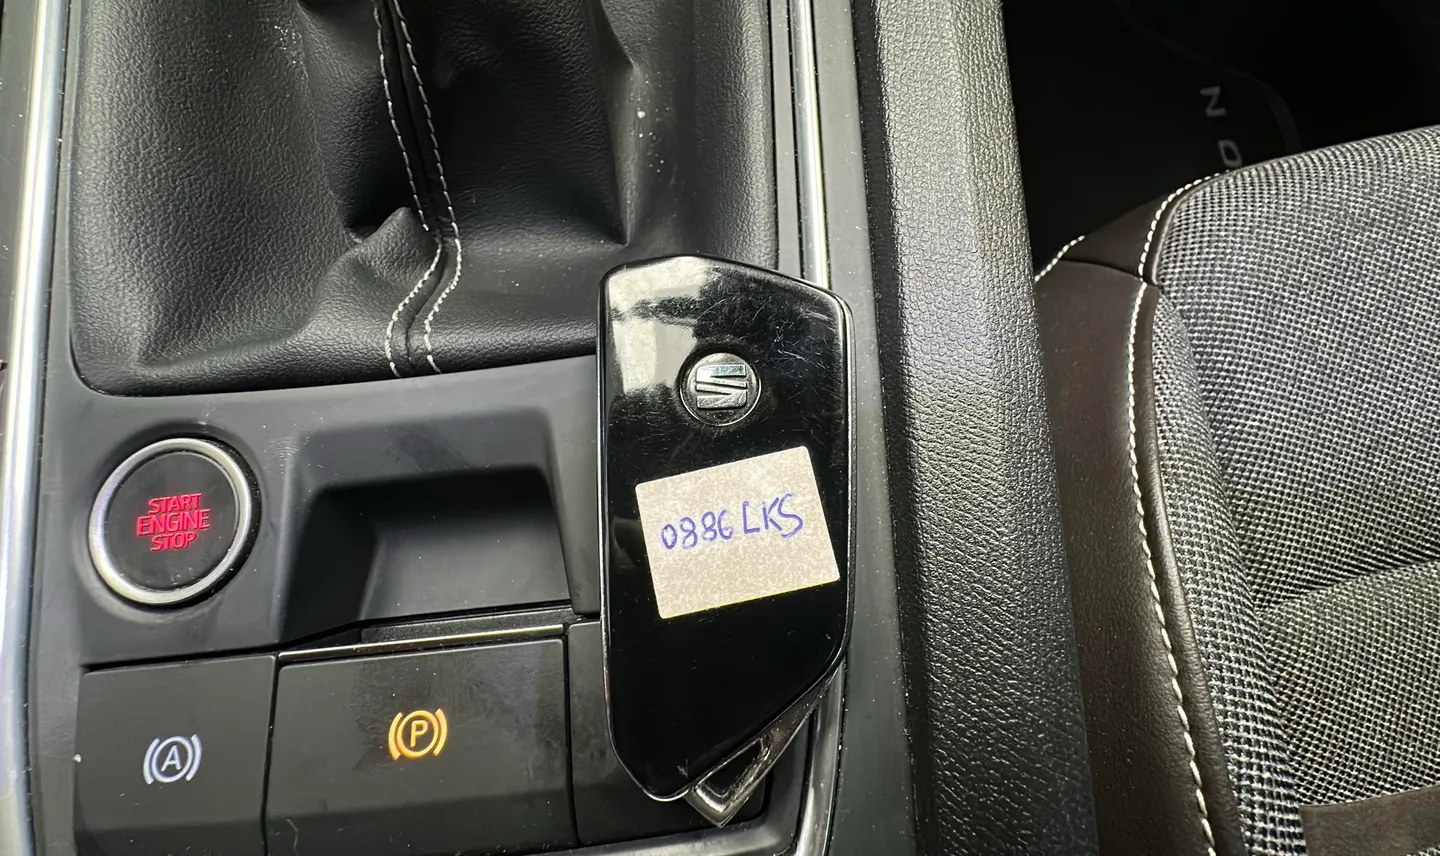 START
ENGINE
STOP
0886 LKS
A
P